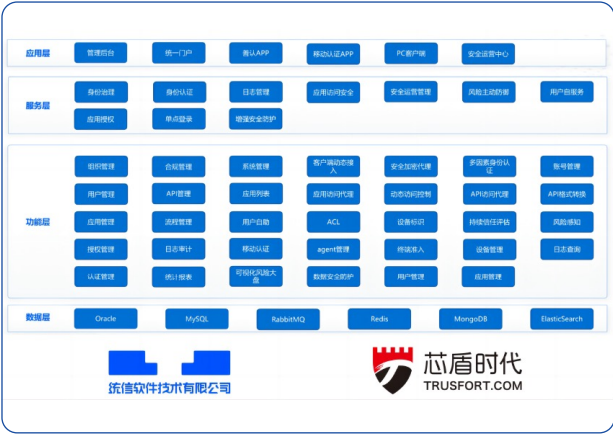 应用层 管理后台 统一门户 善认APP 移动认证APP PC客户端 安全运营中心
服务层
身份治理 身份认证 日志管理 应用访问安全 安全运营管理 风险主动防御 用户自服务
应用授权 单点登录 增强安全防护
功能层
组织管理 合规管理 系统管理 客户端动态接入 安全加密代理 多因素身份认证 账号管理
用户管理 API管理 应用列表 应用访问代理 动态访问控制 API访问代理 API格式转换
应用管理 流程管理 用户自助 ACL 设备标识 持续信任评估 风险感知
授权管理 日志审计 移动认证 agent管理 终端准入 设备管理 日志查询
认证管理 统计报表 可视化风险大盘 数据安全防护 用户管理 应用管理
数据层 Oracle MySQL RabbitMQ Redis MongoDB ElasticSearch
统信软件技术有限公司
芯盾时代
TRUSFORT.COM